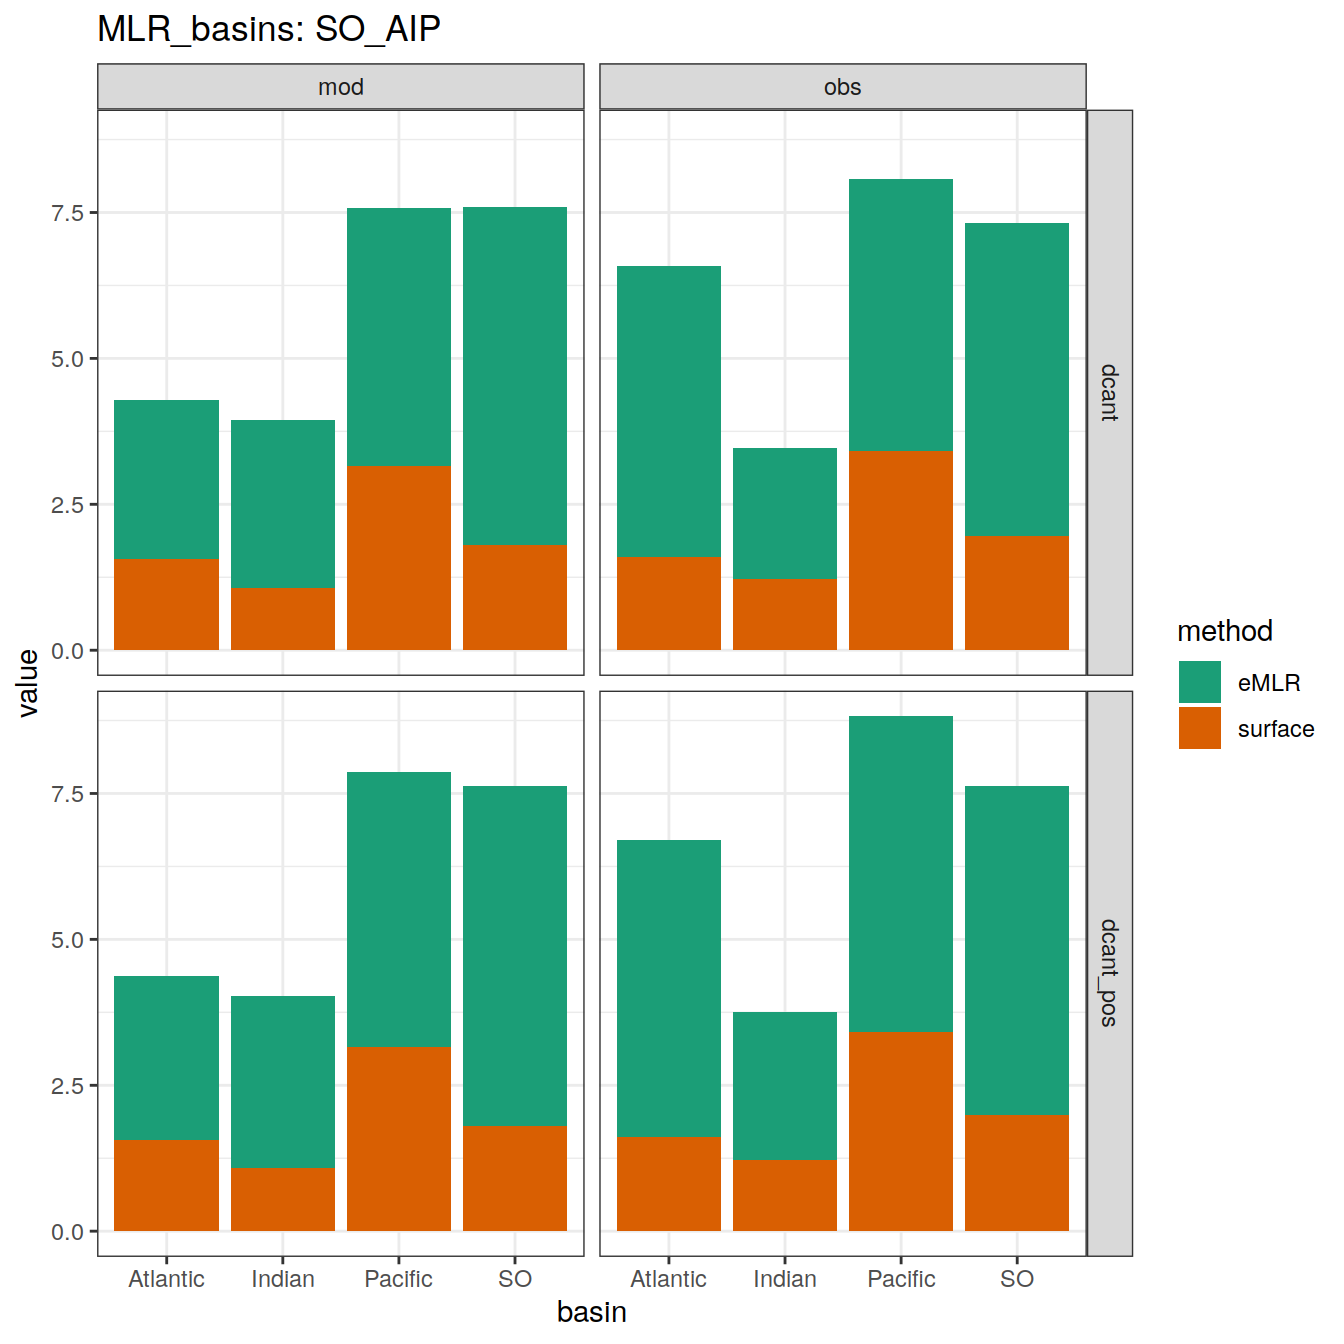 MLR_basins: SO_AIP
mod
obs
7.5
5.0
2.5
0.0
dcant
7.5
5.0
2.5
0.0
dcant_pos
value
Atlantic Indian Pacific SO
Atlantic Indian Pacific SO
basin
method
eMLR
surface